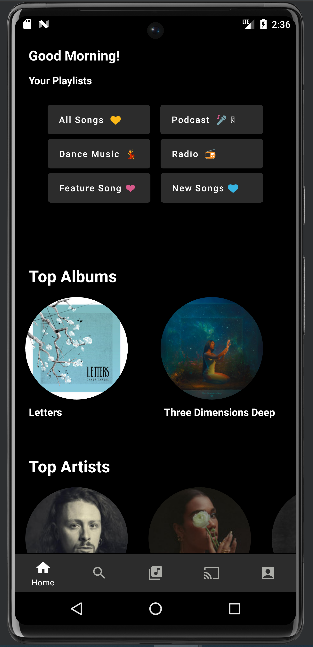 2:36
Good Morning!
Your Playlists
All Songs 🧡 Podcast 🎤🎙
Dance Music 💃 Radio 📻
Feature Song 💗 New Songs 💙
Top Albums
LETTERS
Letters Three Dimensions Deep
Top Artists
Home